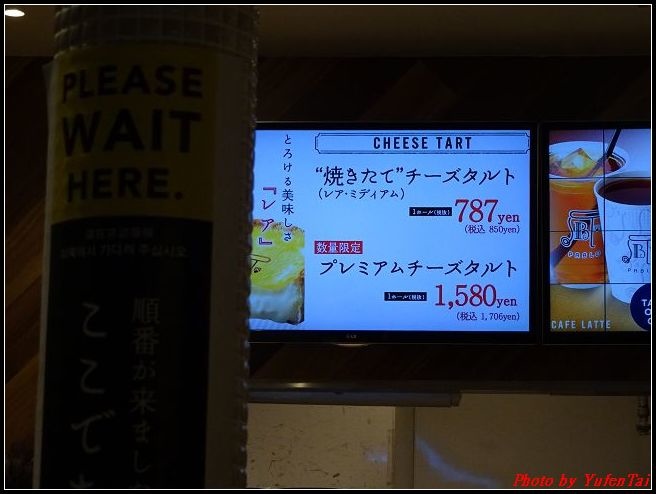 PLEASE
WAIT
HERE.
順番が来まし
ここで
CHEESE TART
とろける美味しさ
『レア』
“焼きたて”チーズタルト
(レア・ミディアム)
1ホール(税抜) 787yen
(税込 850yen)
数量限定
プレミアムチーズタルト
1ホール(税抜) 1,580yen
(税込 1,706yen)
PABLO
CAFE LATTE
Photo by YufenTai